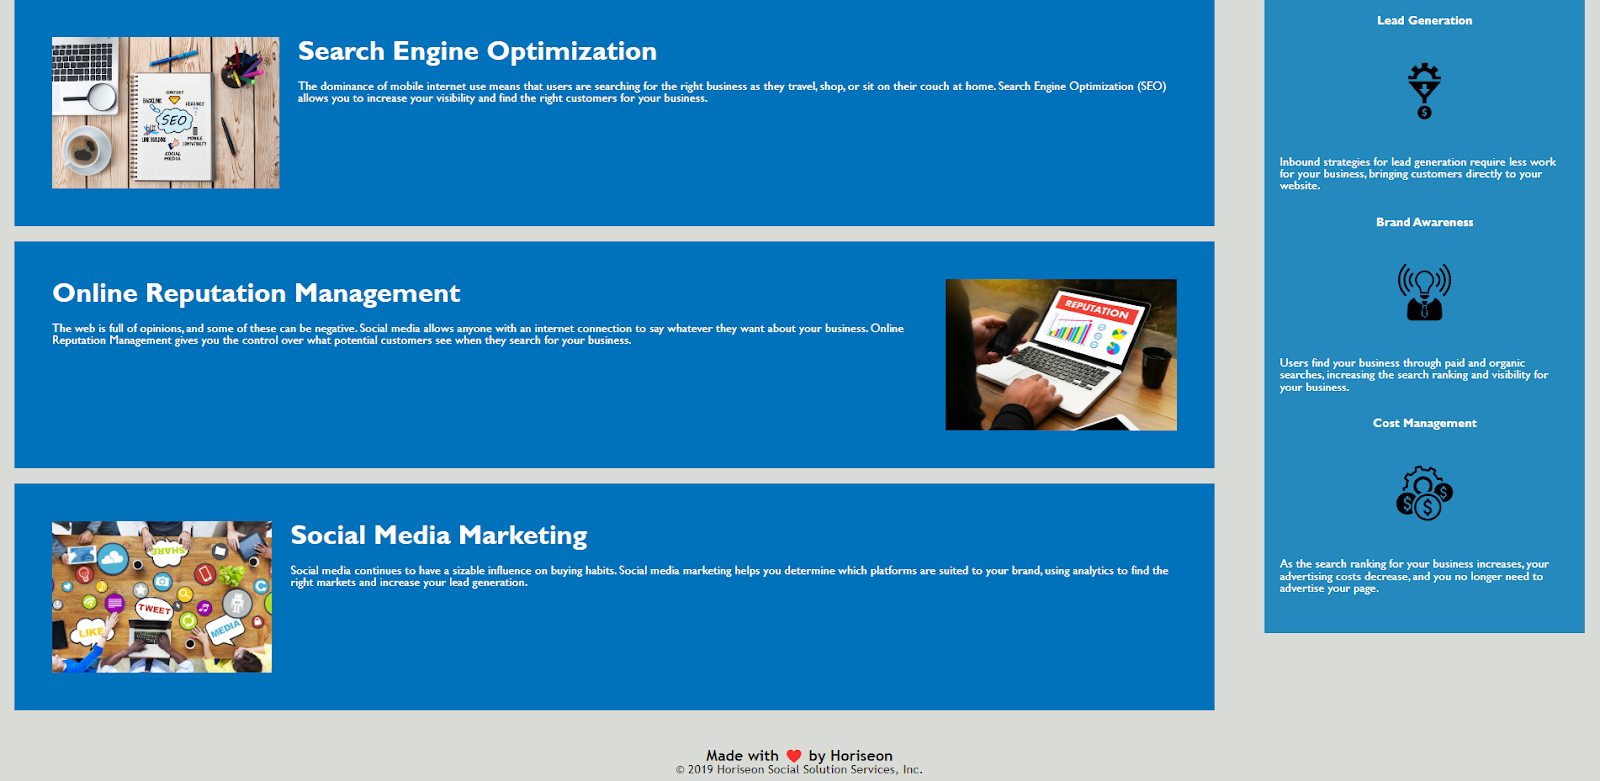 Search Engine Optimization
The dominance of mobile internet use means that users are searching for the right business as they travel, shop, or sit on their couch at home. Search Engine Optimization (SEO)
allows you to increase your visibility and find the right customers for your business.
CONTENT
BACKLINK
KEYWORDS
SEO
LINK BUILDING
MOBILE
COMPATIBILITY
SOCIAL
MEDIA
Online Reputation Management
The web is full of opinions, and some of these can be negative. Social media allows anyone with an internet connection to say whatever they want about your business. Online
Reputation Management gives you the control over what potential customers see when they search for your business.
REPUTATION
Social Media Marketing
Social media continues to have a sizable influence on buying habits. Social media marketing helps you determine which platforms are suited to your brand, using analytics to find the
right markets and increase your lead generation.
SHARE
TWEET
LIKE
MEDIA
Lead Generation
$
Inbound strategies for lead generation require less work
for your business, bringing customers directly to your
website.
Brand Awareness
Users find your business through paid and organic
searches, increasing the search ranking and visibility for
your business.
Cost Management
$
$
$
As the search ranking for your business increases, your
advertising costs decrease, and you no longer need to
advertise your page.
Made with ❤️ by Horiseon
© 2019 Horiseon Social Solution Services, Inc.